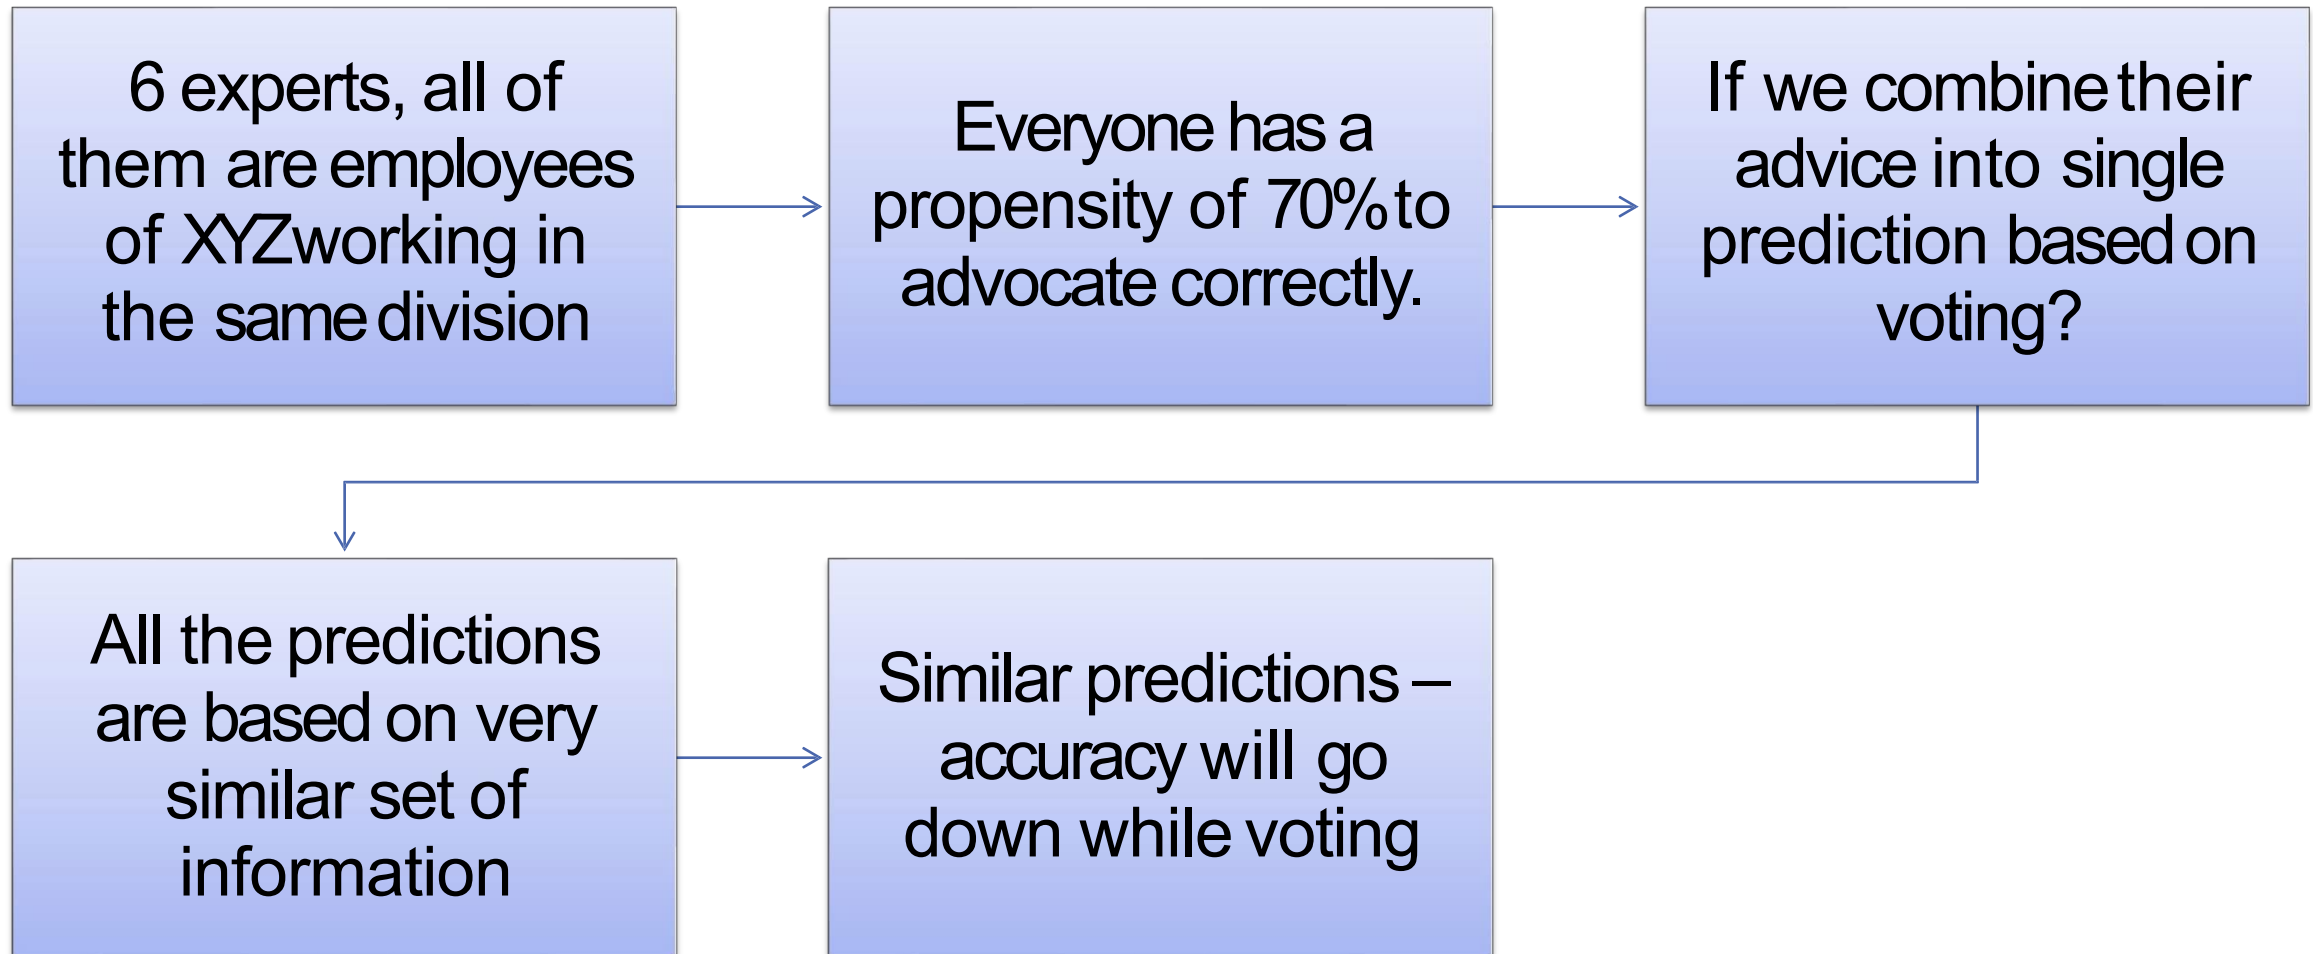 6 experts, all of
them are employees
of XYZworking in
the same division
Everyone has a
propensity of 70% to
advocate correctly.
If we combine their
advice into single
prediction based on
voting?
All the predictions
are based on very
similar set of
information
Similar predictions –
accuracy will go
down while voting